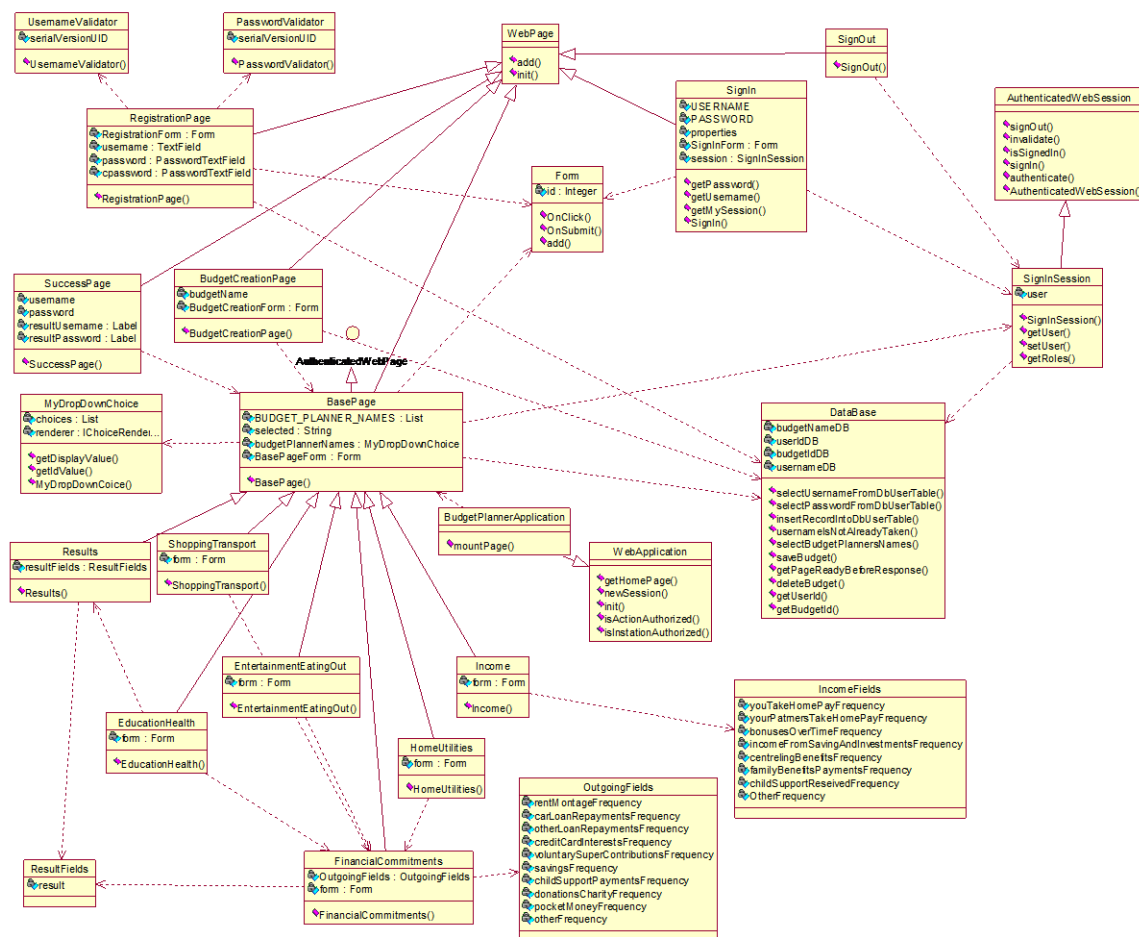 UsernameValidator
serialVersionUID
UsernameValidator()
PasswordValidator
serialVersionUID
PasswordValidator()
WebPage
add()
init()
SignOut
SignOut()
RegistrationPage
RegistrationForm : Form
username : TextField
password : PasswordTextField
cpassword : PasswordTextField
RegistrationPage()
SignIn
USERNAME
PASSWORD
properties
SignInForm : Form
session : SignInSession
getPassword()
getUsername()
getMySession()
SignIn()
AuthenticatedWebSession
signOut()
invalidate()
isSignedIn()
signIn()
authenticate()
AuthenticatedWebSession()
Form
id : Integer
OnClick()
OnSubmit()
add()
SuccessPage
username
password
resultUsername : Label
resultPassword : Label
SuccessPage()
BudgetCreationPage
budgetName
BudgetCreationForm : Form
BudgetCreationPage()
SignInSession
user
SignInSession()
getUser()
setUser()
getRoles()
AuthenticatedWebPage
MyDropDownChoice
choices : List
renderer : IChoiceRender...
getDisplayValue()
getIdValue()
MyDropDownCoice()
BasePage
BUDGET_PLANNER_NAMES : List
selected : String
budgetPlannerNames : MyDropDownChoice
BasePageForm : Form
BasePage()
DataBase
budgetNameDB
userIdDB
budgetIdDB
usernameDB
selectUsernameFromDbUserTable()
selectPasswordFromDbUserTable()
insertRecordIntoDbUserTable()
usernameIsNotAlreadyTaken()
selectBudgetPlannersNames()
saveBudget()
getPageReadyBeforeResponse()
deleteBudget()
getUserId()
getBudgetId()
BudgetPlannerApplication
mountPage()
WebApplication
getHomePage()
newSession()
init()
isActionAuthorized()
isInstationAuthorized()
Results
resultFields : ResultFields
Results()
ShoppingTransport
form : Form
ShoppingTransport()
EntertainmentEatingOut
form : Form
EntertainmentEatingOut()
Income
form : Form
Income()
IncomeFields
youTakeHomePayFrequency
yourPatmersTakeHomePayFrequency
bonusesOverTimeFrequency
incomeFromSavingAndInvestmentsFrequency
centrelingBenefitsFrequency
familyBenefitsPaymentsFrequency
childSupportReseivedFrequency
OtherFrequency
EducationHealth
form : Form
EducationHealth()
HomeUtilities
form : Form
HomeUtilities()
OutgoingFields
rentMontageFrequency
carLoanRepaymentsFrequency
otherLoanRepaymentsFrequency
creditCardInterestsFrequency
voluntarySuperContributionsFrequency
savingsFrequency
childSupportPaymentsFrequency
donationsCharityFrequency
pocketMoneyFrequency
otherFrequency
ResultFields
result
FinancialCommitments
OutgoingFields : OutgoingFields
form : Form
FinancialCommitments()